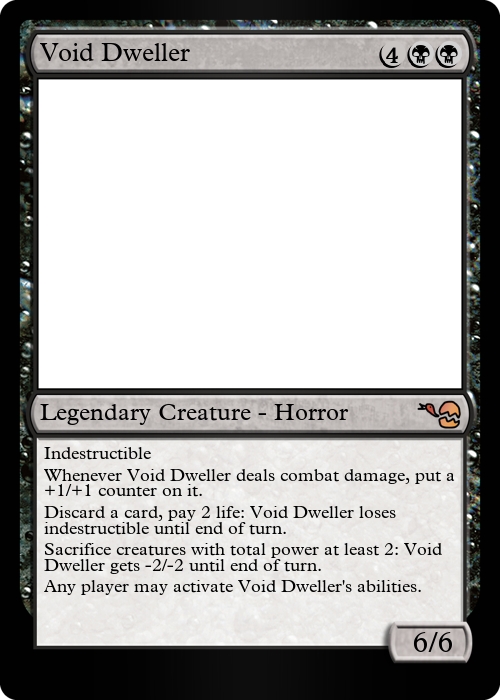 Void Dweller 4
Legendary Creature - Horror
Indestructible
Whenever Void Dweller deals combat damage, put a
+1/+1 counter on it.
Discard a card, pay 2 life: Void Dweller loses
indestructible until end of turn.
Sacrifice creatures with total power at least 2: Void
Dweller gets -2/-2 until end of turn.
Any player may activate Void Dweller's abilities.
6/6